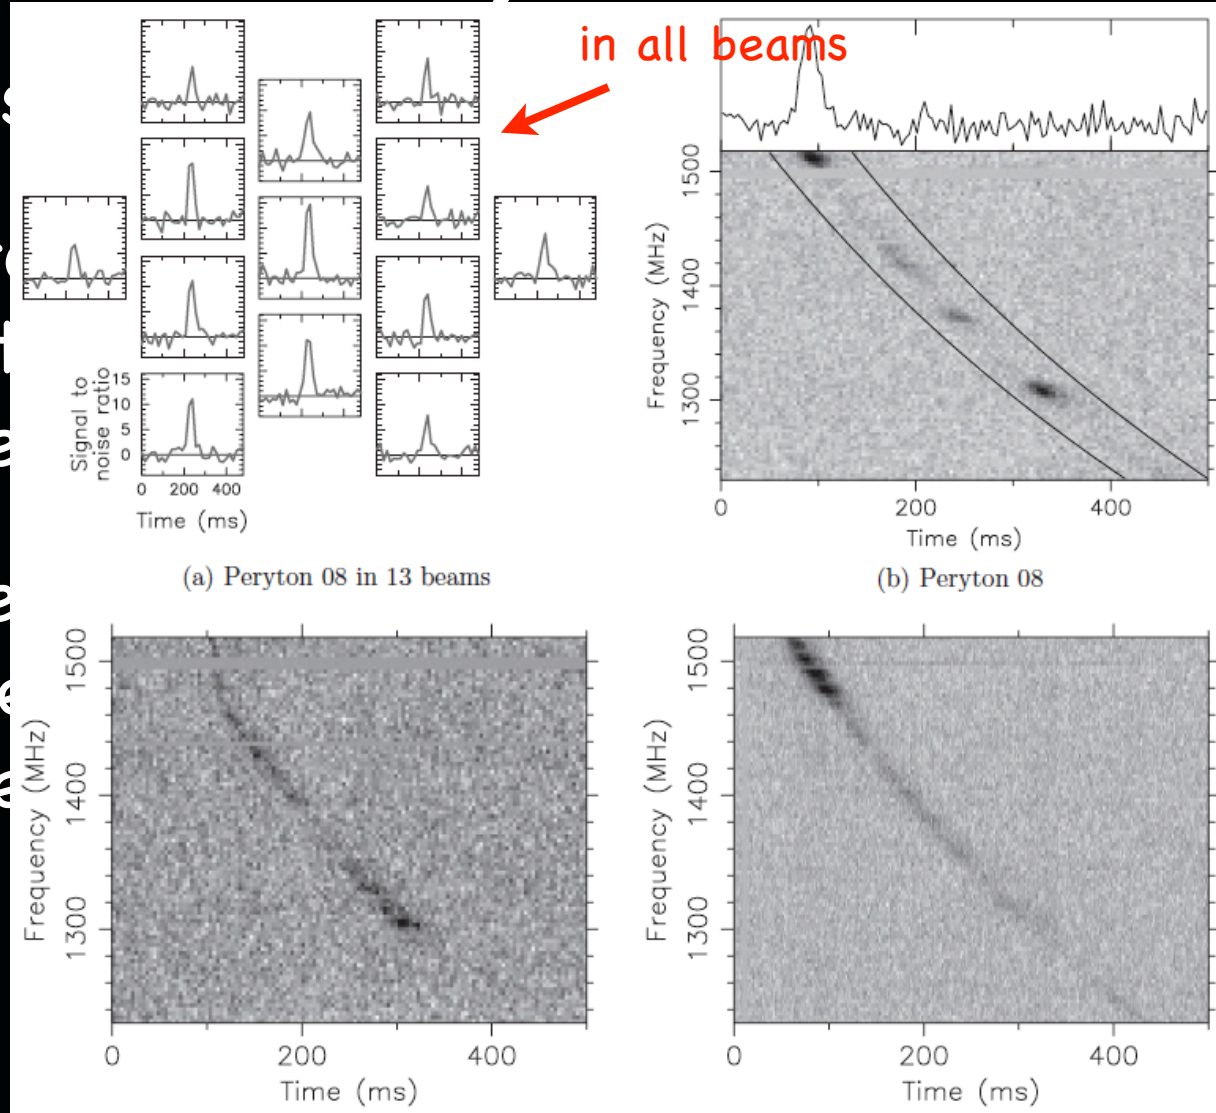 in all beams
Signal to
noise ratio
15
10
5
0
0 200 400
Time (ms)
(a) Peryton 08 in 13 beams
Frequency (MHz)
1500
1400
1300
0 200 400
Time (ms)
(b) Peryton 08
Frequency (MHz)
1500
1400
1300
0 200 400
Time (ms)
Frequency (MHz)
1500
1400
1300
0 200 400
Time (ms)